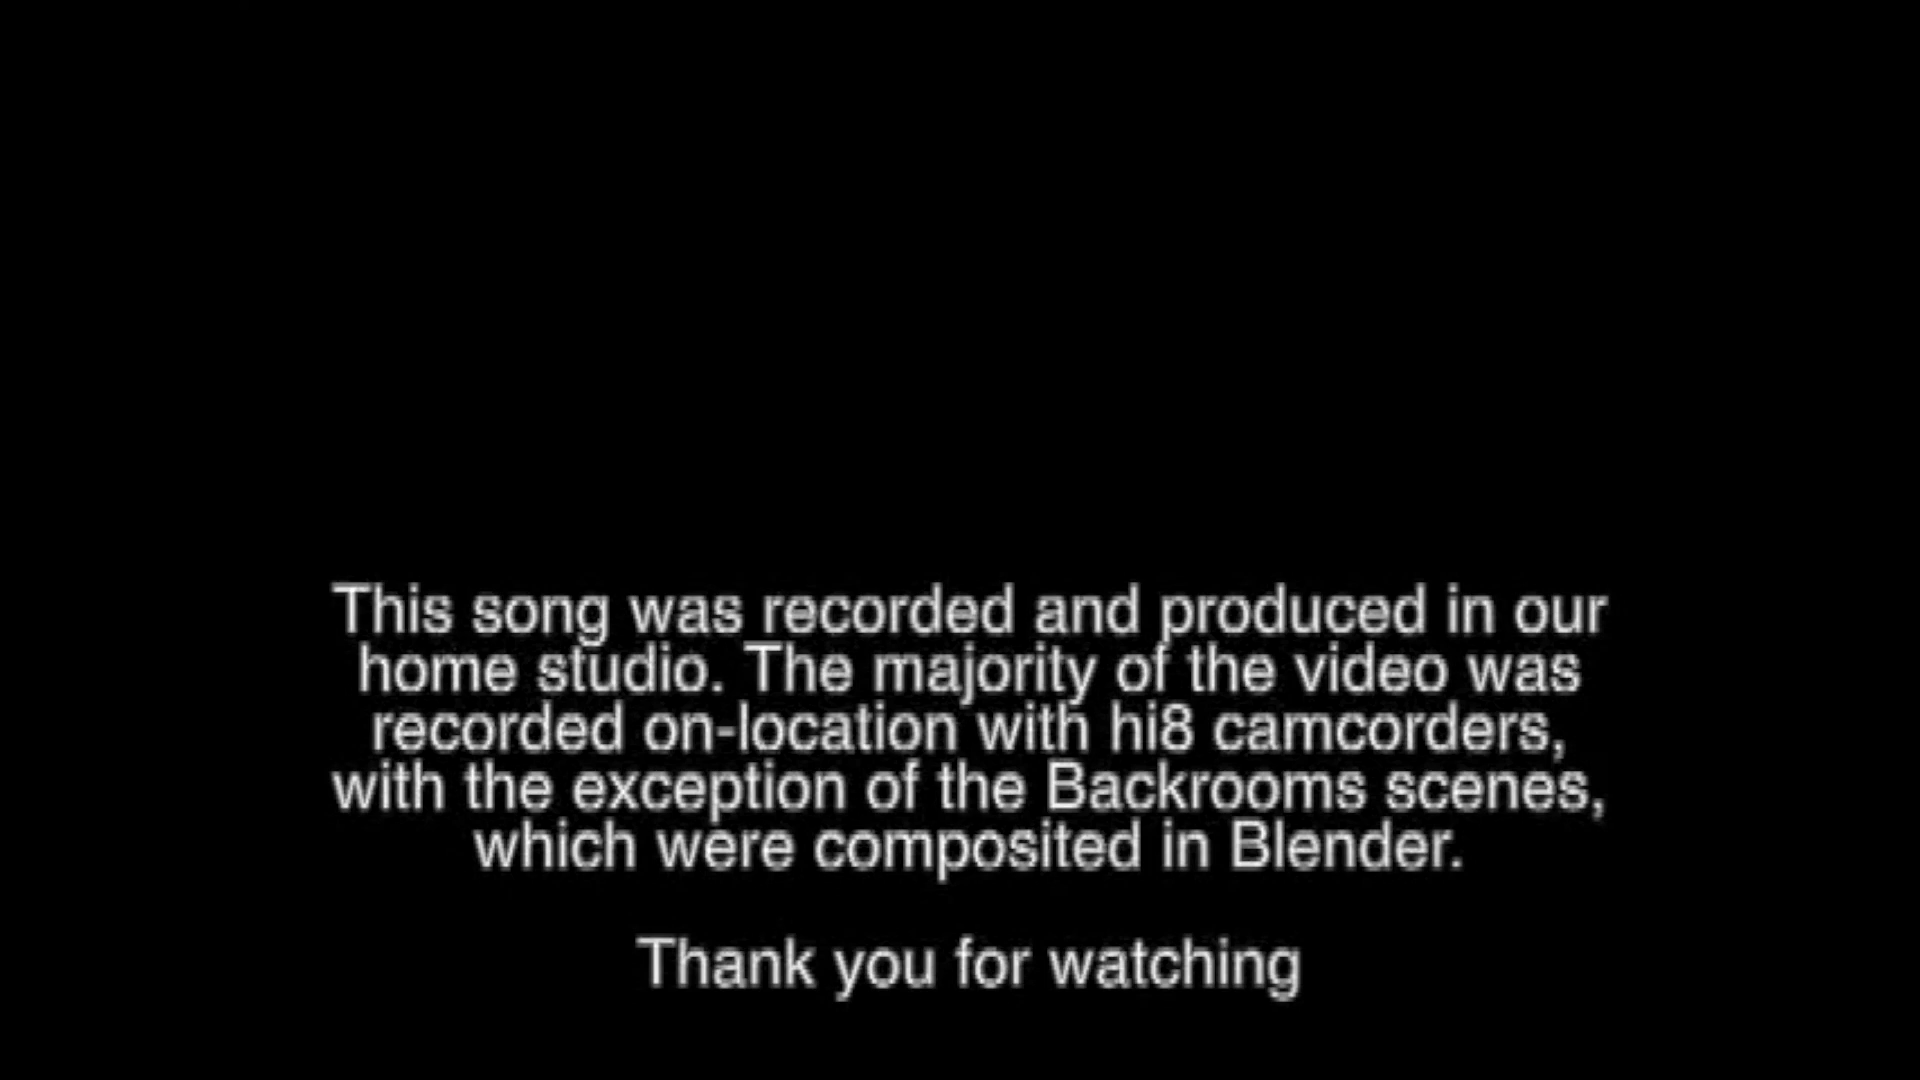 This song was recorded and produced in our
home studio. The majority of the video was
recorded on-location with hi8 camcorders,
with the exception of the Backrooms scenes,
which were composited in Blender.
Thank you for watching